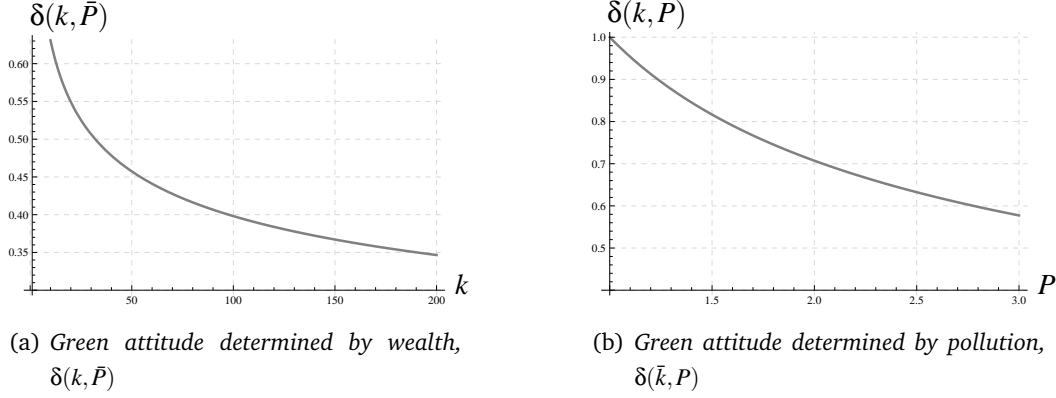 δ(k, P̄)
0.60
0.55
0.50
0.45
0.40
0.35
50 100 150 200
k
(a) Green attitude determined by wealth,
δ(k, P̄)
δ(k, P)
1.0
0.9
0.8
0.7
0.6
0.5
1.5 2.0 2.5 3.0
P
(b) Green attitude determined by pollution,
δ(k̄, P)